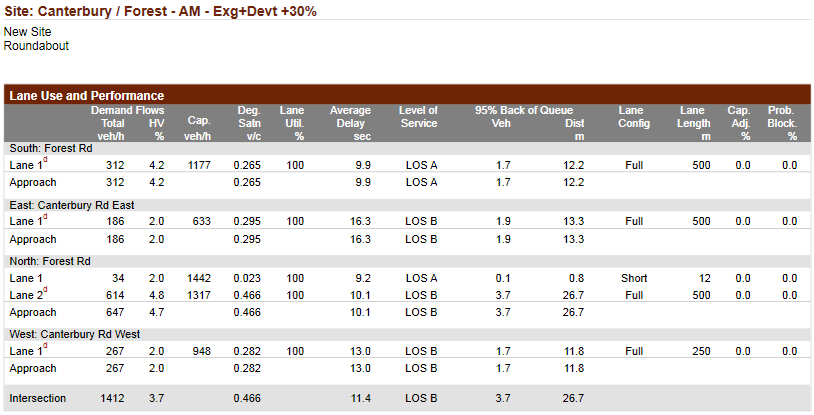 Site: Canterbury / Forest - AM - Exg+Devt +30%
New Site
Roundabout
Lane Use and Performance
Demand Flows Deg. Lane Average Level of 95% Back of Queue Lane Lane Cap. Prob.
Total HV Cap. Satn Util. Delay Service Veh Dist Config Length Adj. Block.
veh/h % veh/h v/c % sec m m % %
South: Forest Rd
Lane 1d 312 4.2 1177 0.265 100 9.9 LOS A 1.7 12.2 Full 500 0.0 0.0
Approach 312 4.2 0.265 9.9 LOS A 1.7 12.2
East: Canterbury Rd East
Lane 1d 186 2.0 633 0.295 100 16.3 LOS B 1.9 13.3 Full 500 0.0 0.0
Approach 186 2.0 0.295 16.3 LOS B 1.9 13.3
North: Forest Rd
Lane 1 34 2.0 1442 0.023 100 9.2 LOS A 0.1 0.8 Short 12 0.0 0.0
Lane 2d 614 4.8 1317 0.466 100 10.1 LOS B 3.7 26.7 Full 500 0.0 0.0
Approach 647 4.7 0.466 10.1 LOS B 3.7 26.7
West: Canterbury Rd West
Lane 1d 267 2.0 948 0.282 100 13.0 LOS B 1.7 11.8 Full 250 0.0 0.0
Approach 267 2.0 0.282 13.0 LOS B 1.7 11.8
Intersection 1412 3.7 0.466 11.4 LOS B 3.7 26.7